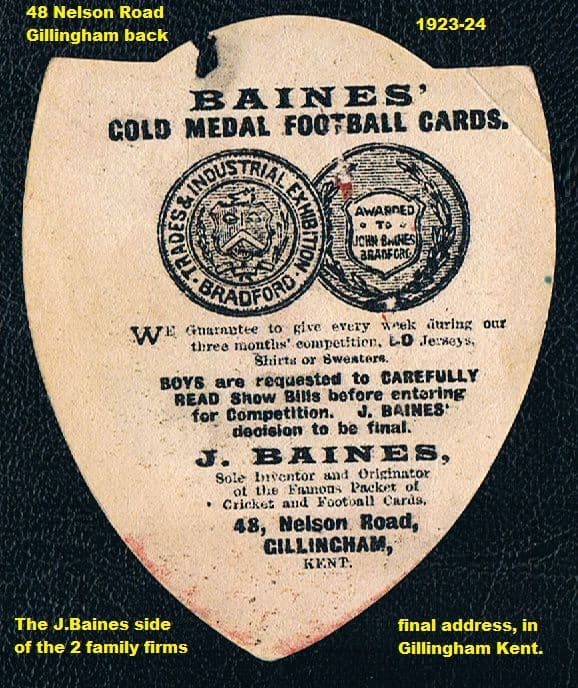 48 Nelson Road
Gillingham back
1923-24
BAINES'
GOLD MEDAL FOOTBALL CARDS.
TRADES & INDUSTRIAL EXHIBITION.
BRADFORD
AWARDED
TO
JOHN BAINES
BRADFORD
WE Guarantee to give every week during our
three months' competition, Jerseys,
Shirts or Sweaters.
BOYS are requested to CAREFULLY
READ Show Bills before entering
for Competition. J. BAINES'
decision to be final.
J. BAINES,
Sole Inventor and Originator
of the Famous Packet of
Cricket and Football Cards.
48, Nelson Road,
GILLINGHAM,
KENT.
The J.Baines side
of the 2 family firms
final address, in
Gillingham Kent.